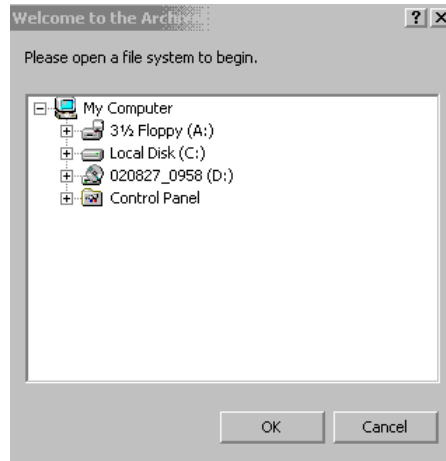 Welcome to the Archive
Please open a file system to begin.
My Computer
3½ Floppy (A:)
Local Disk (C:)
020827_0958 (D:)
Control Panel
OK
Cancel